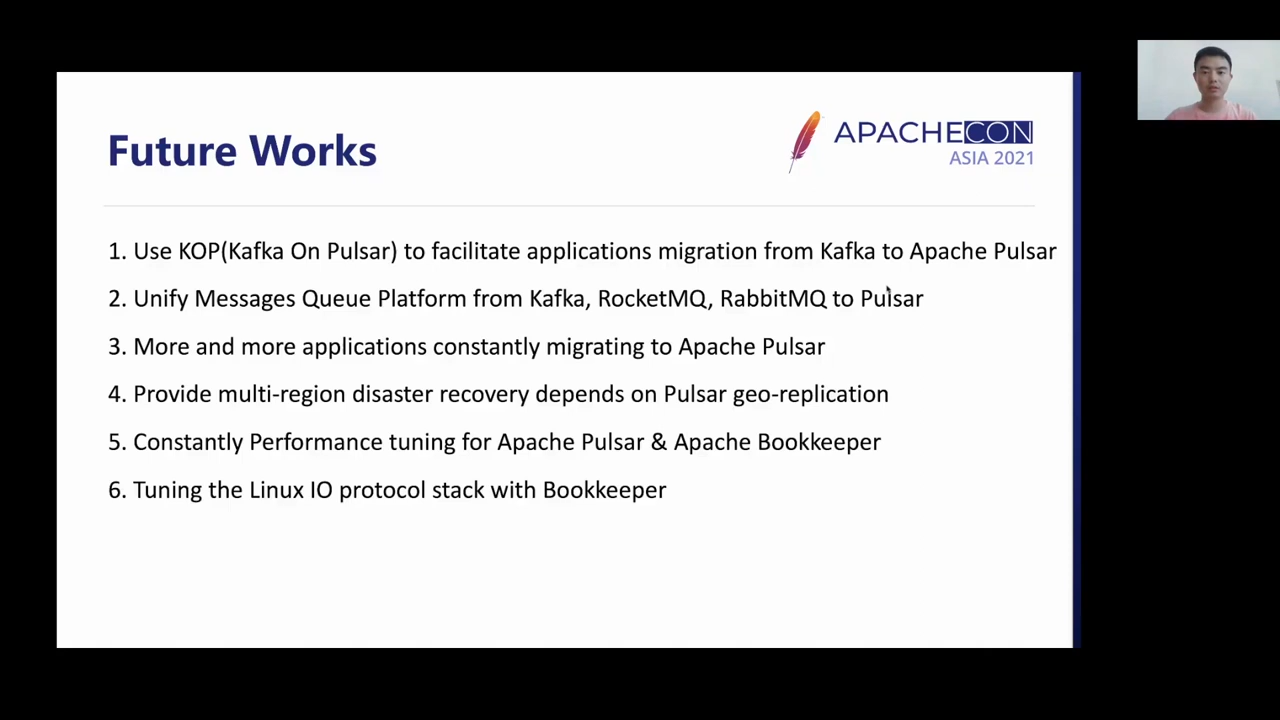 Future Works
APACHECON
ASIA 2021
1. Use KOP(Kafka On Pulsar) to facilitate applications migration from Kafka to Apache Pulsar
2. Unify Messages Queue Platform from Kafka, RocketMQ, RabbitMQ to Pulsar
3. More and more applications constantly migrating to Apache Pulsar
4. Provide multi-region disaster recovery depends on Pulsar geo-replication
5. Constantly Performance tuning for Apache Pulsar & Apache Bookkeeper
6. Tuning the Linux IO protocol stack with Bookkeeper